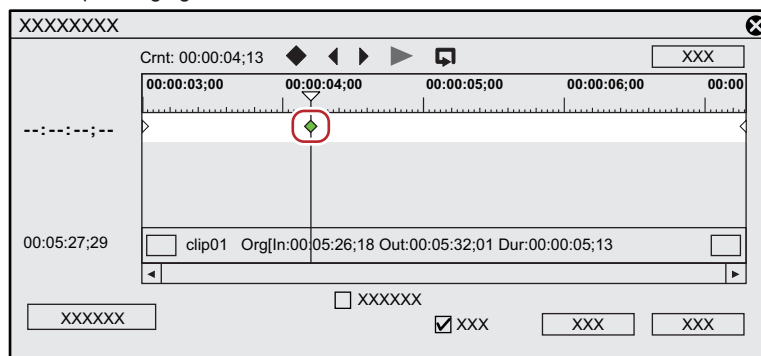 XXXXXXXX
Crnt: 00:00:04;13
XXX
00:00:03;00 00:00:04;00 00:00:05;00 00:00:06;00 00:00
--:--:--;--
00:05:27;29 clip01 Org[In:00:05:26;18 Out:00:05:32;01 Dur:00:00:05;13
XXXXXX
XXXXXX
XXX XXX XXX